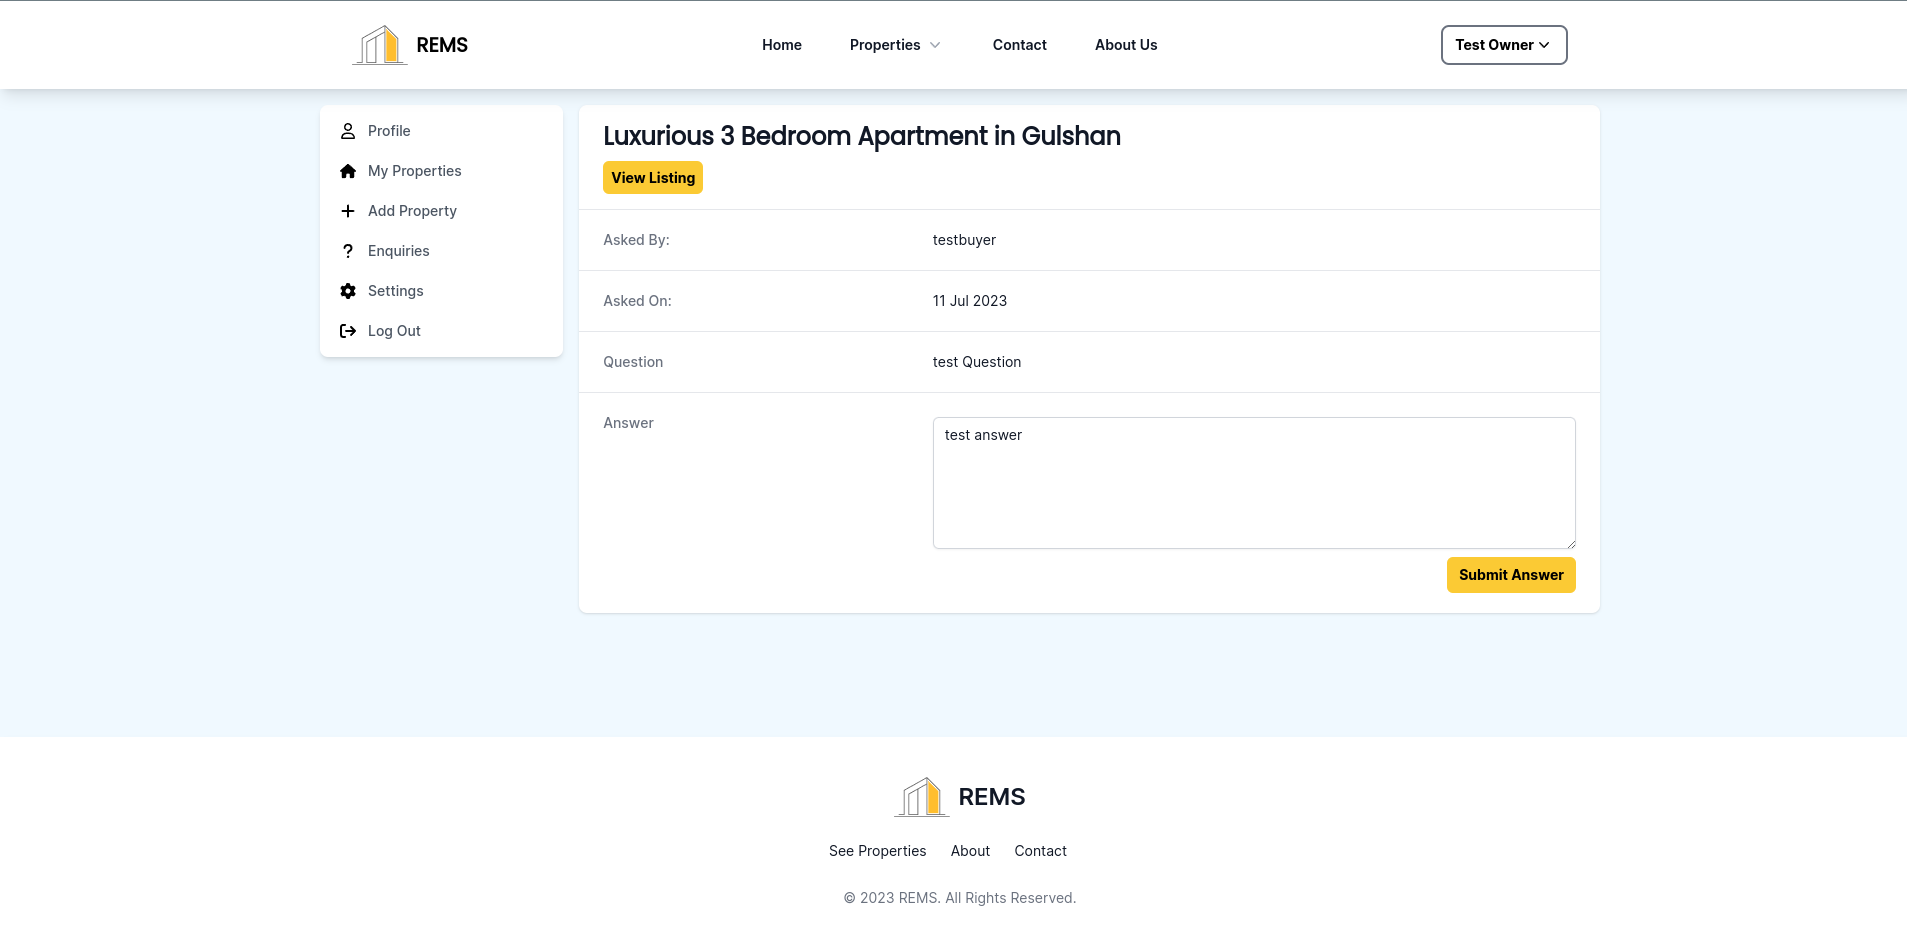 REMS
Home Properties Contact About Us
Test Owner
Profile
My Properties
Add Property
Enquiries
Settings
Log Out
Luxurious 3 Bedroom Apartment in Gulshan
View Listing
Asked By: testbuyer
Asked On: 11 Jul 2023
Question test Question
Answer test answer
Submit Answer
REMS
See Properties About Contact
© 2023 REMS. All Rights Reserved.